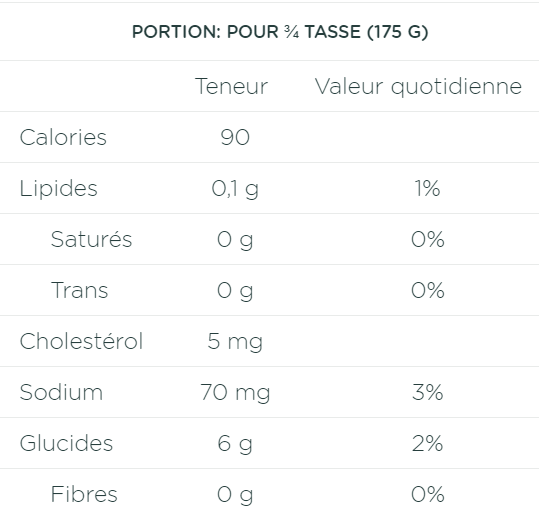 PORTION: POUR ¾ TASSE (175 G)
Teneur Valeur quotidienne
Calories 90
Lipides 0,1 g 1%
Saturés 0 g 0%
Trans 0 g 0%
Cholestérol 5 mg
Sodium 70 mg 3%
Glucides 6 g 2%
Fibres 0 g 0%